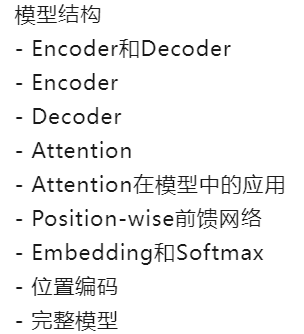 模型结构
- Encoder和Decoder
- Encoder
- Decoder
- Attention
- Attention在模型中的应用
- Position-wise前馈网络
- Embedding和Softmax
- 位置编码
- 完整模型